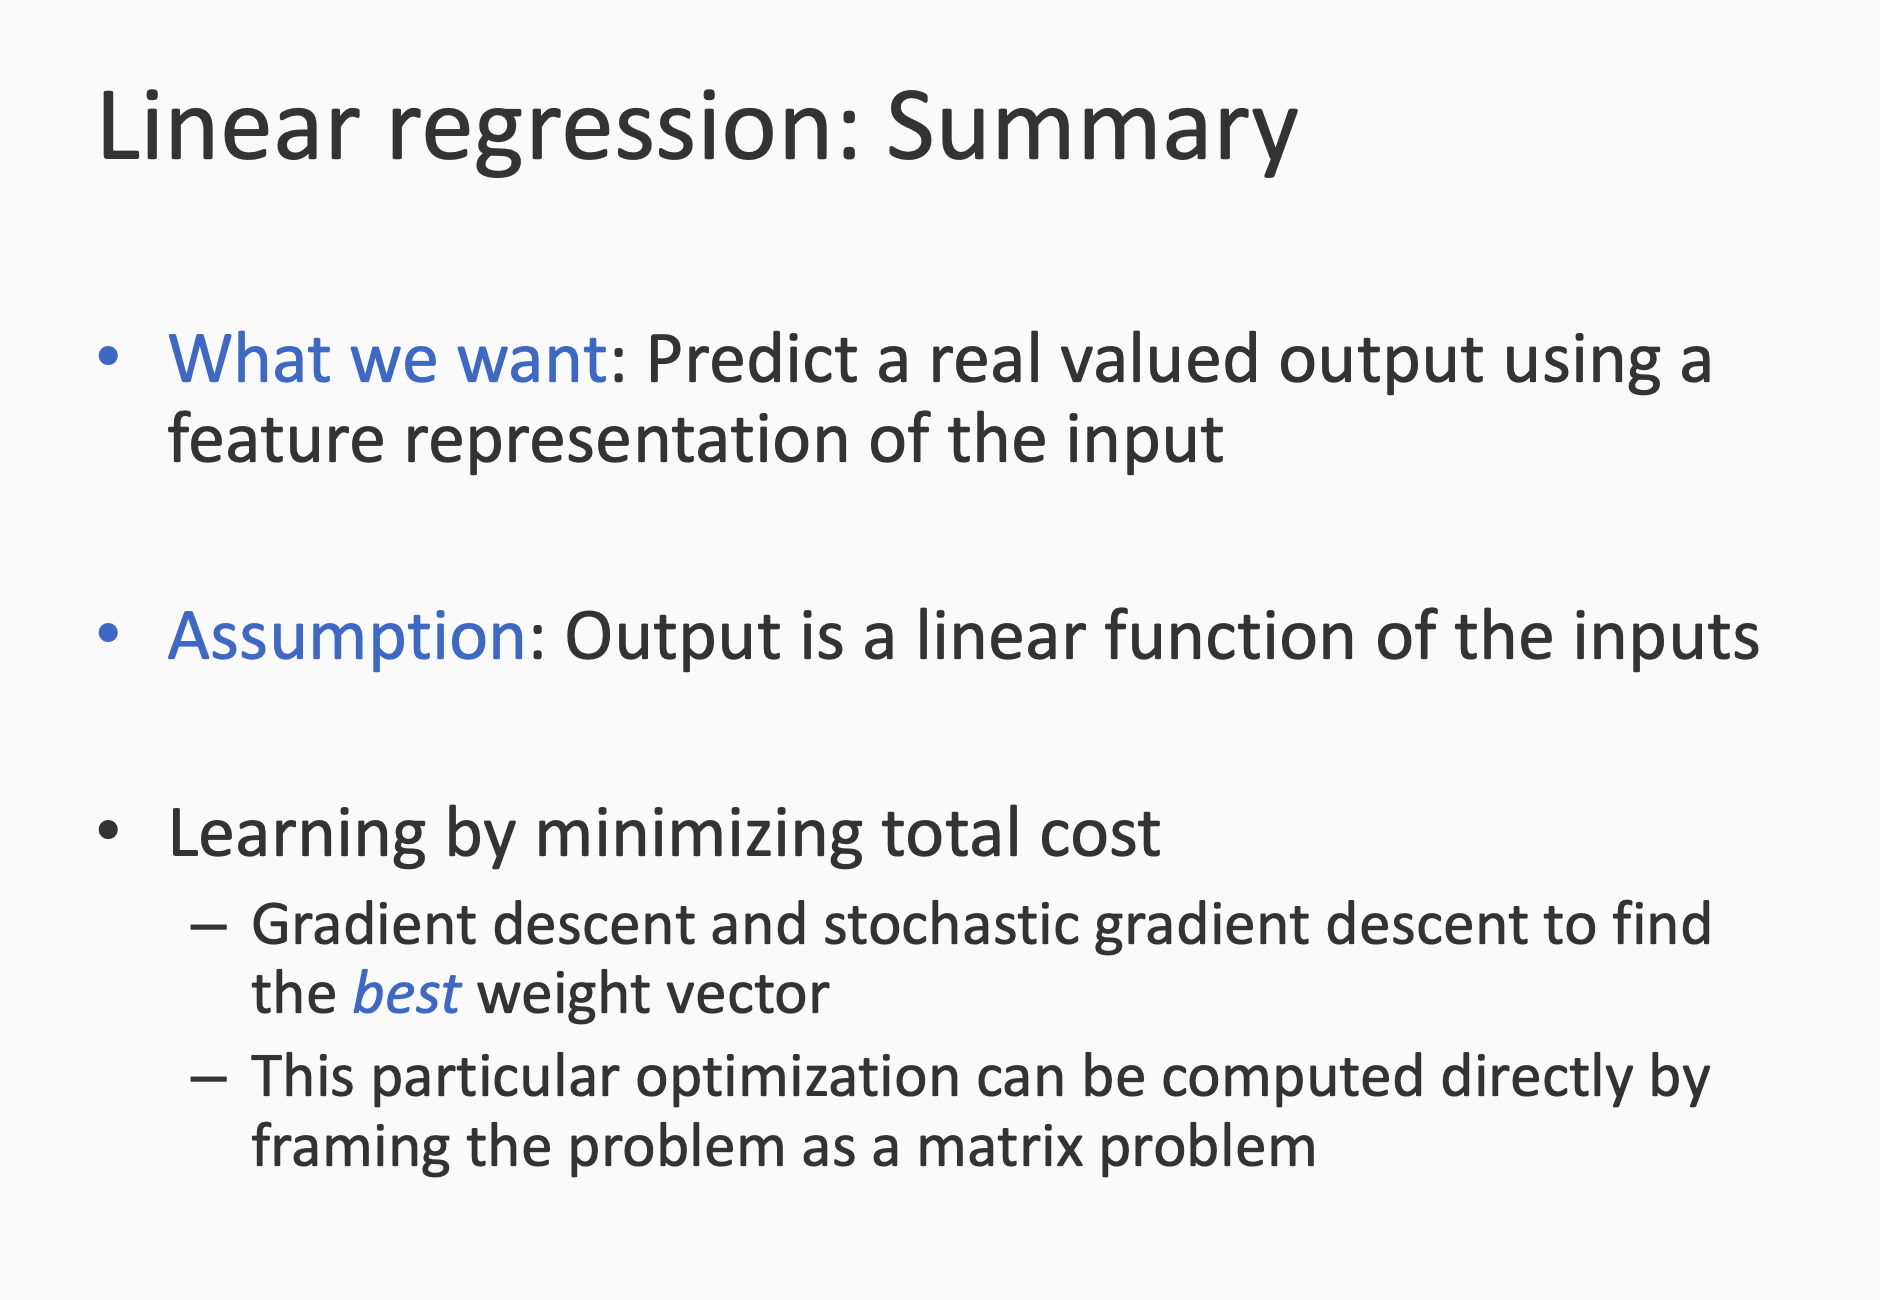 Linear regression: Summary
• What we want: Predict a real valued output using a
feature representation of the input
• Assumption: Output is a linear function of the inputs
• Learning by minimizing total cost
– Gradient descent and stochastic gradient descent to find
the best weight vector
– This particular optimization can be computed directly by
framing the problem as a matrix problem